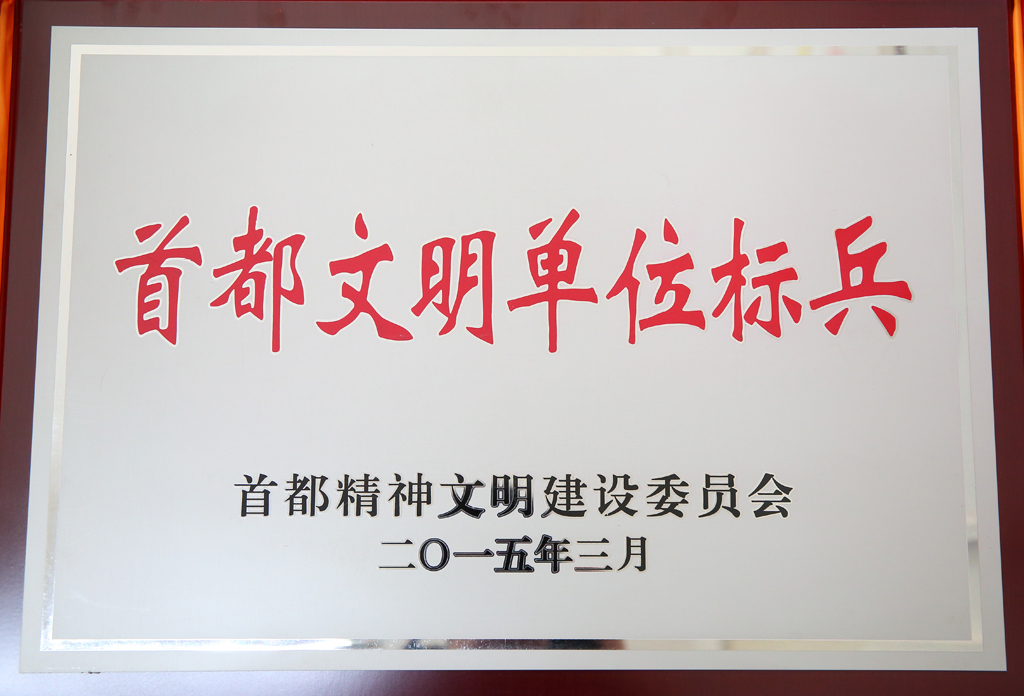 首都文明单位标兵
首都精神文明建设委员会
二〇一五年三月